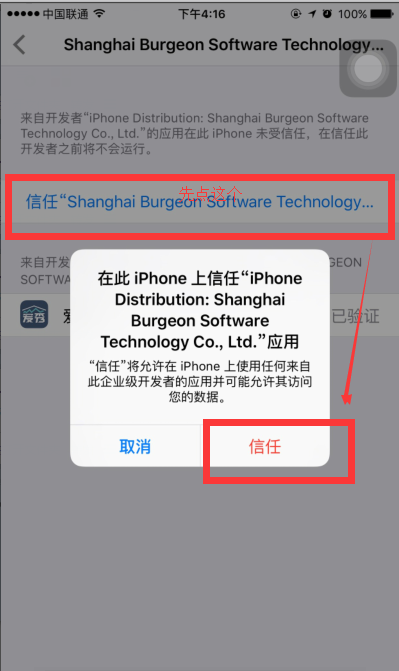 中国联通
下午4:16
100%
Shanghai Burgeon Software Technology...
来自开发者“iPhone Distribution: Shanghai Burgeon Software
Technology Co., Ltd.”的应用在此 iPhone 未受信任，在信任此
开发者之前将不会运行。
先点这个
信任“Shanghai Burgeon Software Technology...
来自开发
GEON
SOFTWA
已验证
在此 iPhone 上信任“iPhone
Distribution: Shanghai
Burgeon Software
Technology Co., Ltd.”应用
“信任”将允许在 iPhone 上使用任何来自
此企业级开发者的应用并可能允许其访问
您的数据。
取消
信任